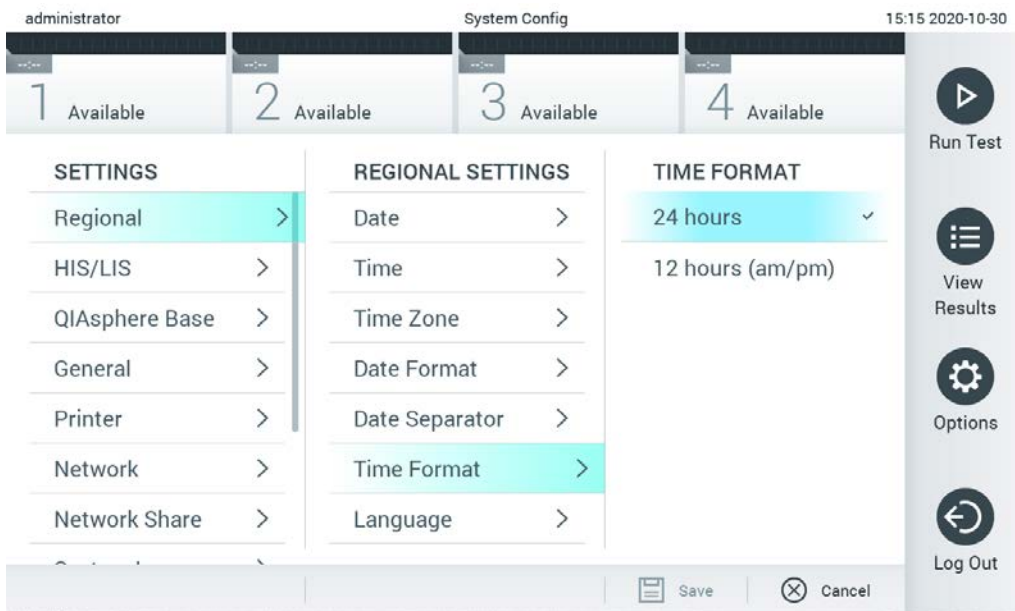 administrator System Config 15:15 2020-10-30
--:-- --:-- --:-- --:--
1 Available 2 Available 3 Available 4 Available
Run Test
SETTINGS REGIONAL SETTINGS TIME FORMAT
Regional Date 24 hours
HIS/LIS Time 12 hours (am/pm)
View
Results
QIAsphere Base Time Zone
General Date Format
Printer Date Separator
Options
Network Time Format
Network Share Language
Log Out
Save Cancel